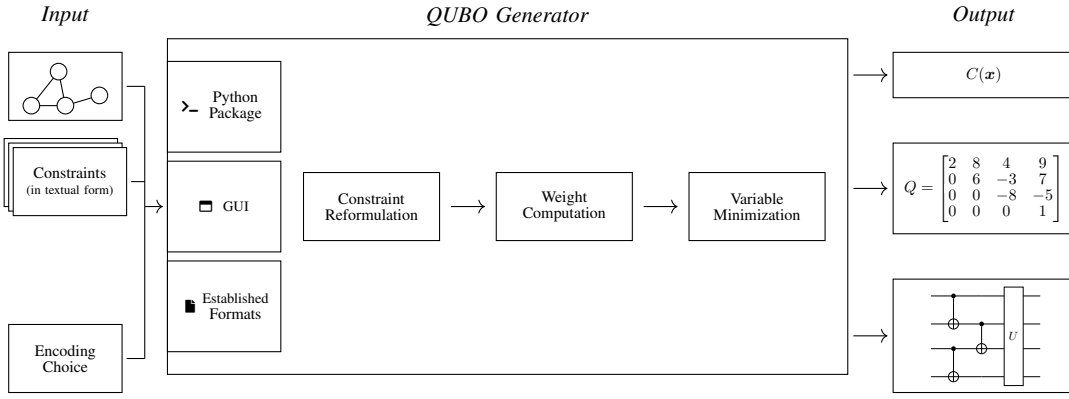 Input
QUBO Generator
Output
Constraints
(in textual form)
Encoding
Choice
Python
Package
GUI
Established
Formats
Constraint
Reformulation
Weight
Computation
Variable
Minimization
C(x)
Q =
2 8 4 9
0 6 −3 7
0 0 −8 −5
0 0 0 1
U